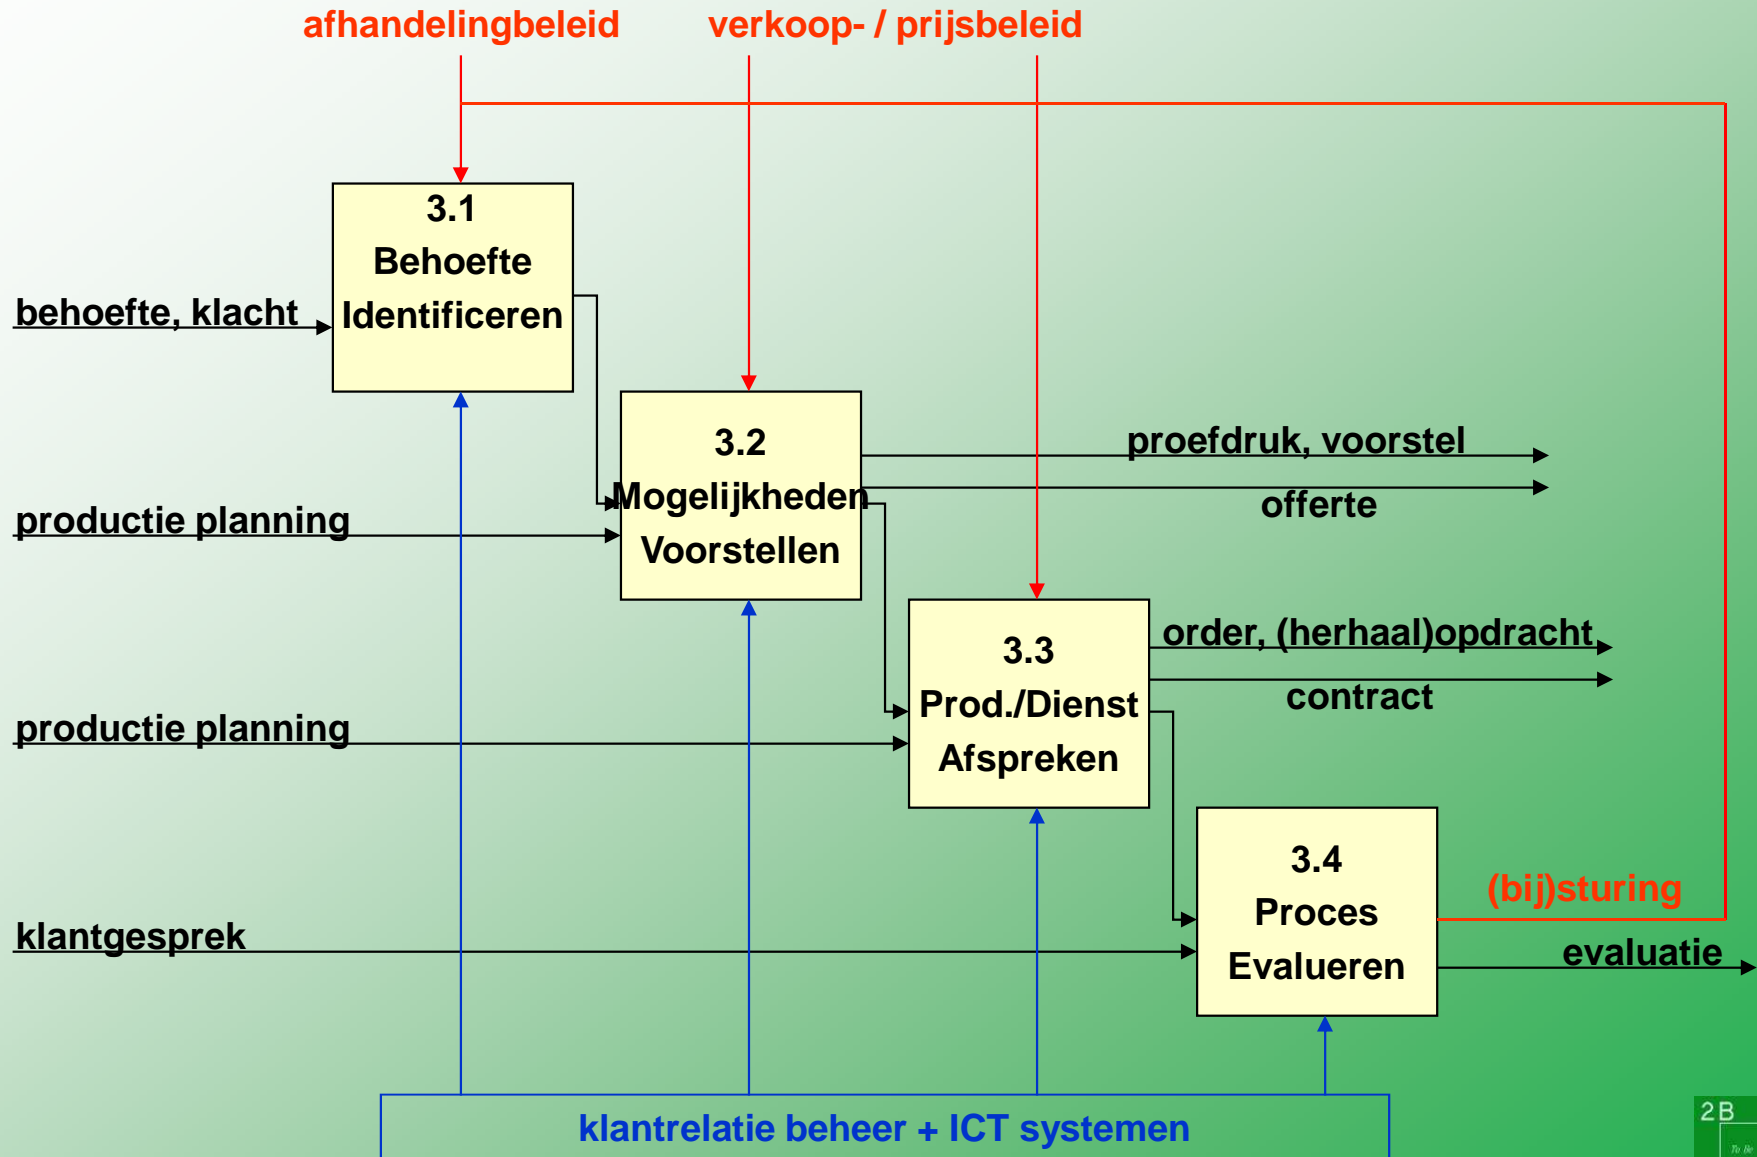 afhandelingbeleid
verkoop- / prijsbeleid
3.1
Behoefte
Identificeren
behoefte, klacht
3.2
Mogelijkheden
Voorstellen
proefdruk, voorstel
offerte
productie planning
3.3
Prod./Dienst
Afspreken
order, (herhaal)opdracht
contract
productie planning
3.4
Proces
Evalueren
(bij)sturing
klantgesprek
evaluatie
klantrelatie beheer + ICT systemen
2B
To Be